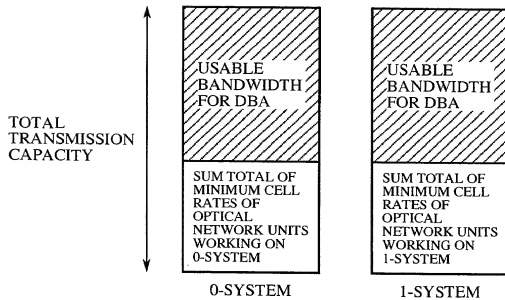 TOTAL
TRANSMISSION
CAPACITY
USABLE
BANDWIDTH
FOR DBA
SUM TOTAL OF
MINIMUM CELL
RATES OF
OPTICAL
NETWORK UNITS
WORKING ON
0-SYSTEM
0-SYSTEM
USABLE
BANDWIDTH
FOR DBA
SUM TOTAL OF
MINIMUM CELL
RATES OF
OPTICAL
NETWORK UNITS
WORKING ON
1-SYSTEM
1-SYSTEM